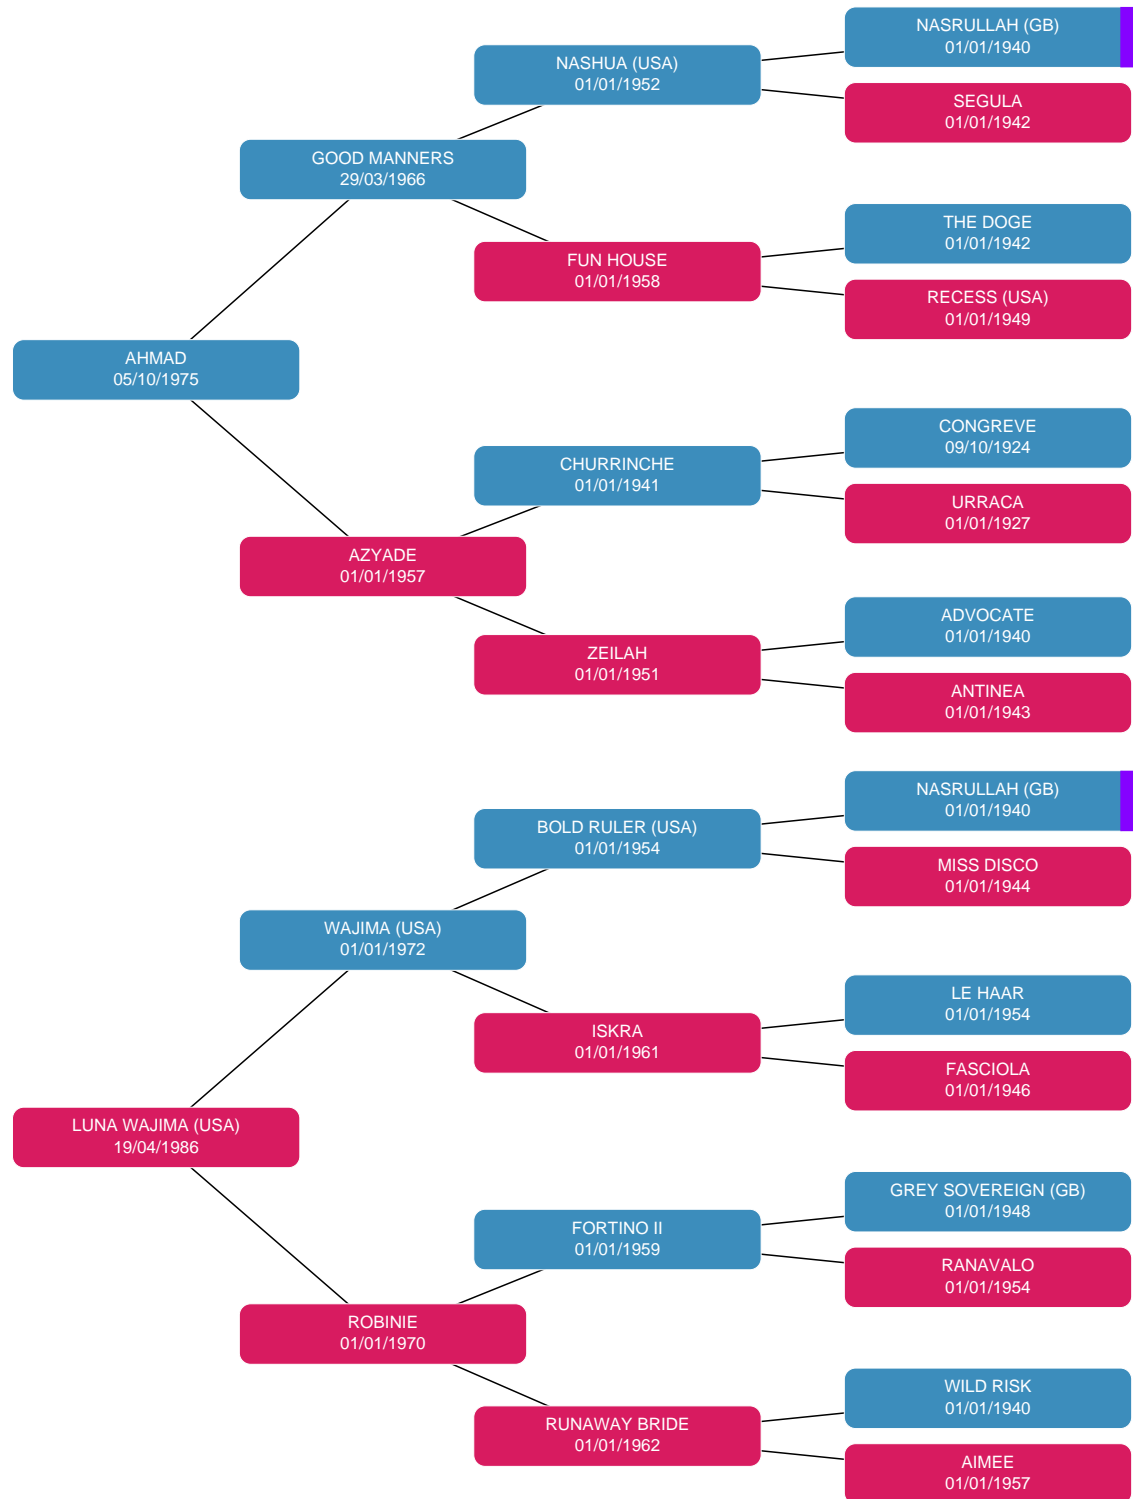 NASRULLAH (GB)
01/01/1940
NASHUA (USA)
01/01/1952
SEGULA
01/01/1942
GOOD MANNERS
29/03/1966
THE DOGE
01/01/1942
FUN HOUSE
01/01/1958
RECESS (USA)
01/01/1949
AHMAD
05/10/1975
CONGREVE
09/10/1924
CHURRINCHE
01/01/1941
URRACA
01/01/1927
AZYADE
01/01/1957
ADVOCATE
01/01/1940
ZEILAH
01/01/1951
ANTINEA
01/01/1943
NASRULLAH (GB)
01/01/1940
BOLD RULER (USA)
01/01/1954
MISS DISCO
01/01/1944
WAJIMA (USA)
01/01/1972
LE HAAR
01/01/1954
ISKRA
01/01/1961
FASCIOLA
01/01/1946
LUNA WAJIMA (USA)
19/04/1986
GREY SOVEREIGN (GB)
01/01/1948
FORTINO II
01/01/1959
RANAVALO
01/01/1954
ROBINIE
01/01/1970
WILD RISK
01/01/1940
RUNAWAY BRIDE
01/01/1962
AIMEE
01/01/1957